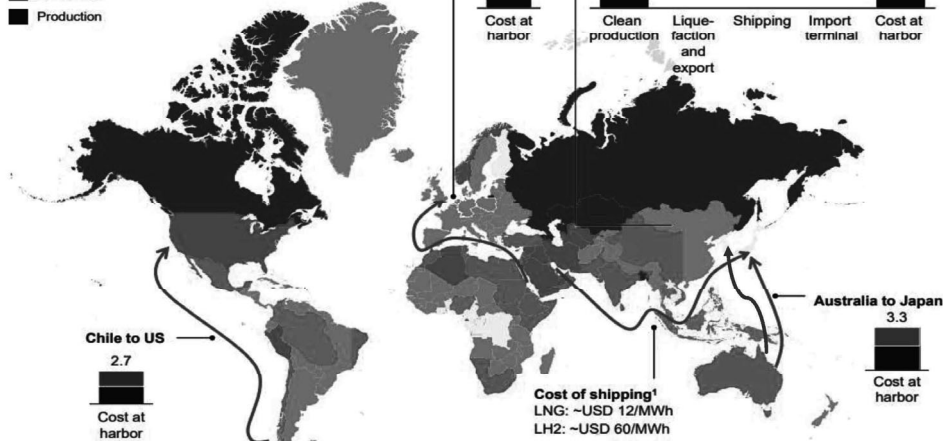 Production
Cost at
harbor
Clean
production
Lique-
faction
and
export
Shipping
Import
terminal
Cost at
harbor
Chile to US
2.7
Cost at
harbor
Cost of shipping¹
LNG: ~USD 12/MWh
LH2: ~USD 60/MWh
Australia to Japan
3.3
Cost at
harbor